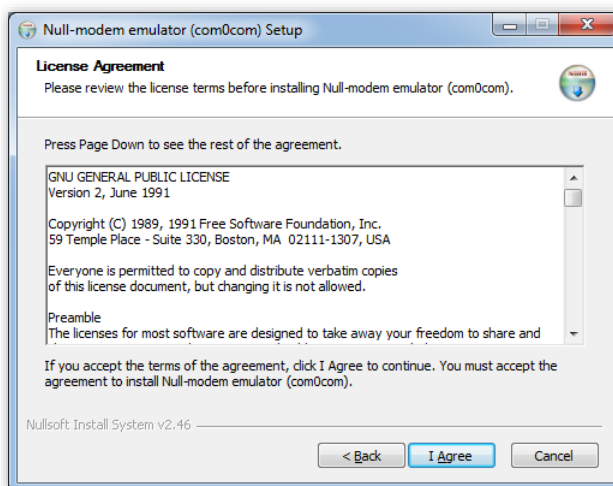 Null-modem emulator (com0com) Setup
License Agreement
Please review the license terms before installing Null-modem emulator (com0com).
Press Page Down to see the rest of the agreement.
GNU GENERAL PUBLIC LICENSE
Version 2, June 1991
Copyright (C) 1989, 1991 Free Software Foundation, Inc.
59 Temple Place - Suite 330, Boston, MA  02111-1307, USA
Everyone is permitted to copy and distribute verbatim copies
of this license document, but changing it is not allowed.
Preamble
The licenses for most software are designed to take away your freedom to share and
If you accept the terms of the agreement, click I Agree to continue. You must accept the
agreement to install Null-modem emulator (com0com).
Nullsoft Install System v2.46
< Back
I Agree
Cancel